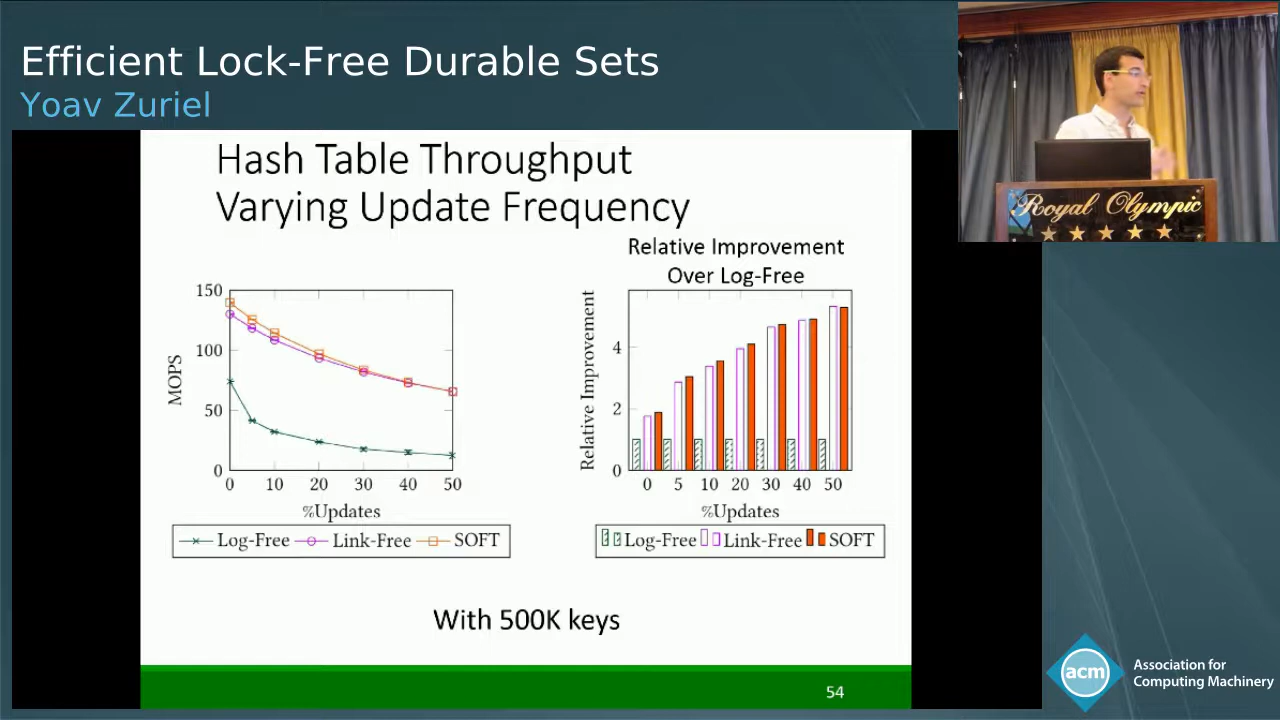 Efficient Lock-Free Durable Sets
Yoav Zuriel
Hash Table Throughput
Varying Update Frequency
150
100
50
0
MOPS
0 10 20 30 40 50
%Updates
Log-Free Link-Free SOFT
Relative Improvement
Over Log-Free
4
2
0
Relative Improvement
0 5 10 20 30 40 50
%Updates
Log-Free Link-Free SOFT
With 500K keys
54
Royal Olympic
acm
Association for
Computing Machinery